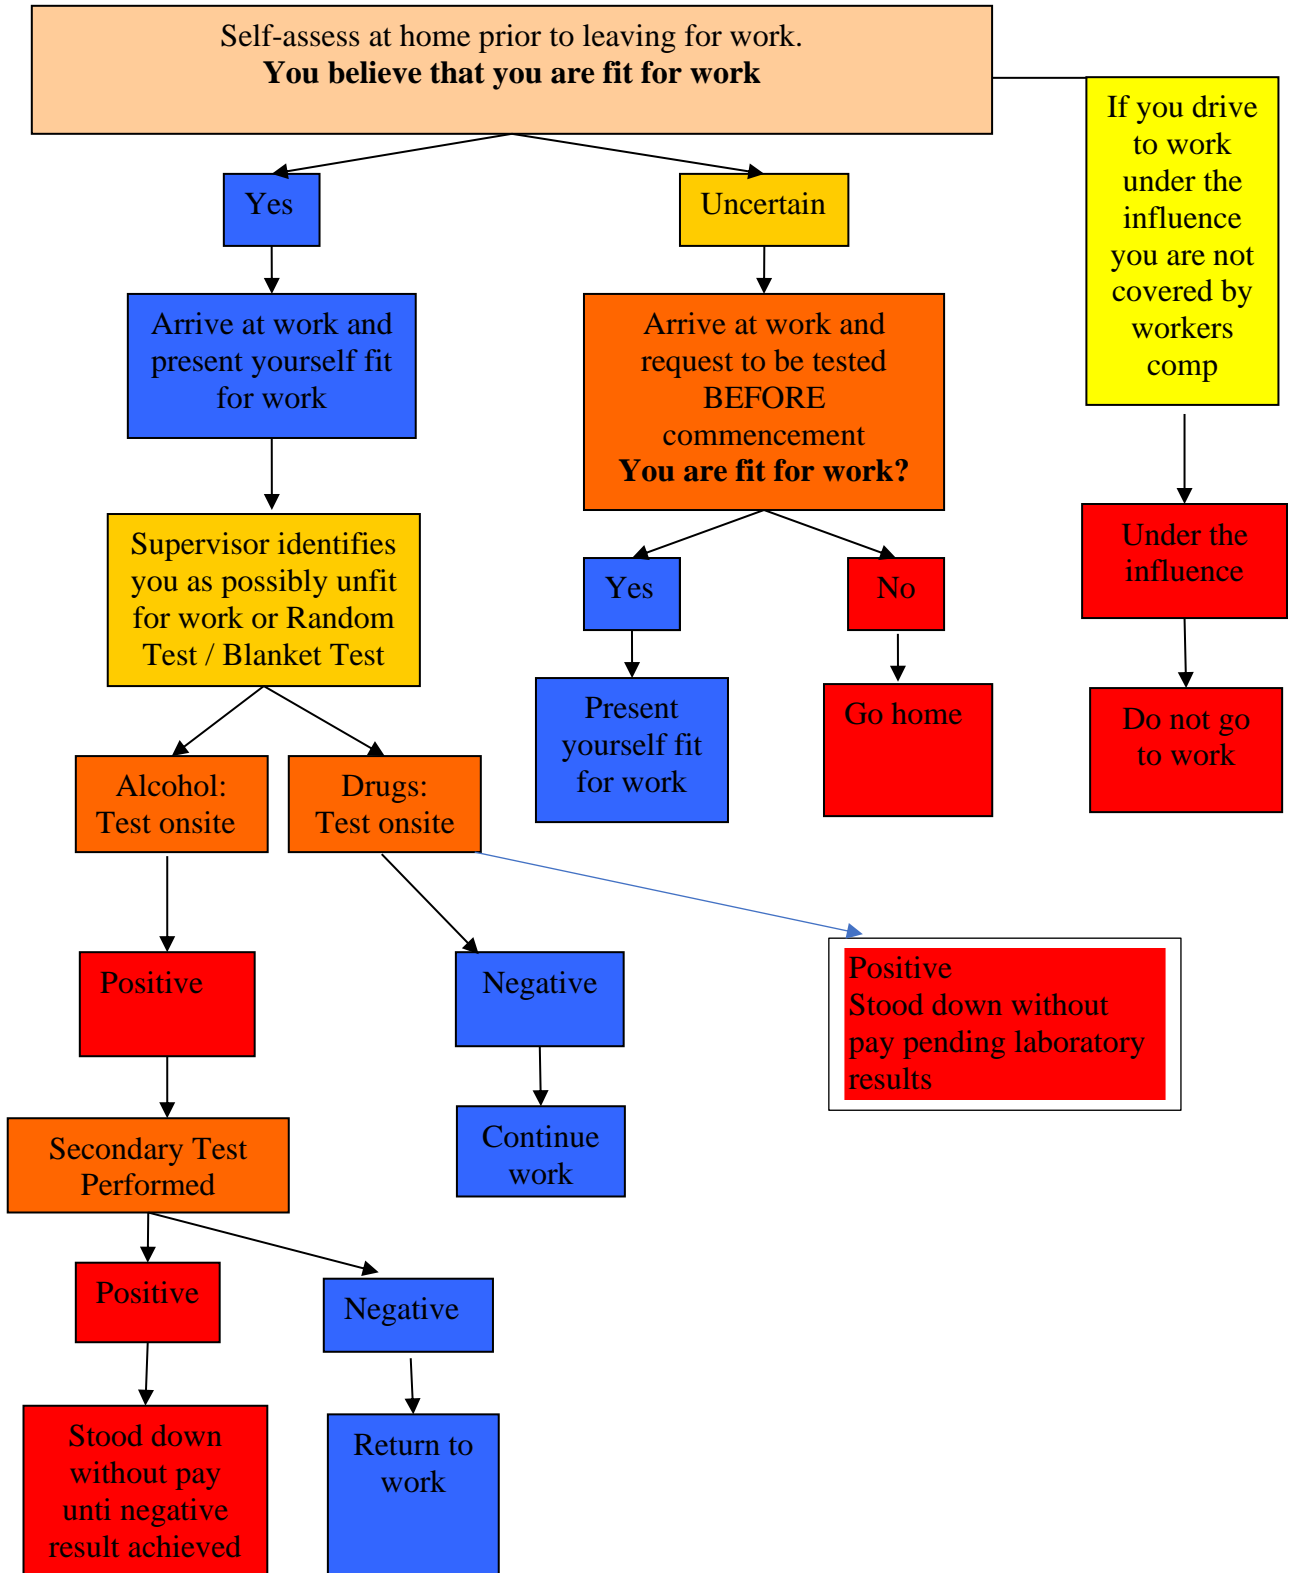 Self-assess at home prior to leaving for work.
You believe that you are fit for work
If you drive
to work
under the
influence
you are not
covered by
workers
comp
Yes
Uncertain
Arrive at work and
present yourself fit
for work
Arrive at work and
request to be tested
BEFORE
commencement
You are fit for work?
Supervisor identifies
you as possibly unfit
for work or Random
Test / Blanket Test
Yes
No
Under the
influence
Present
yourself fit
for work
Go home
Do not go
to work
Alcohol:
Test onsite
Drugs:
Test onsite
Positive
Negative
Positive
Stood down without
pay pending laboratory
results
Secondary Test
Performed
Continue
work
Positive
Negative
Stood down
without pay
unti negative
result achieved
Return to
work